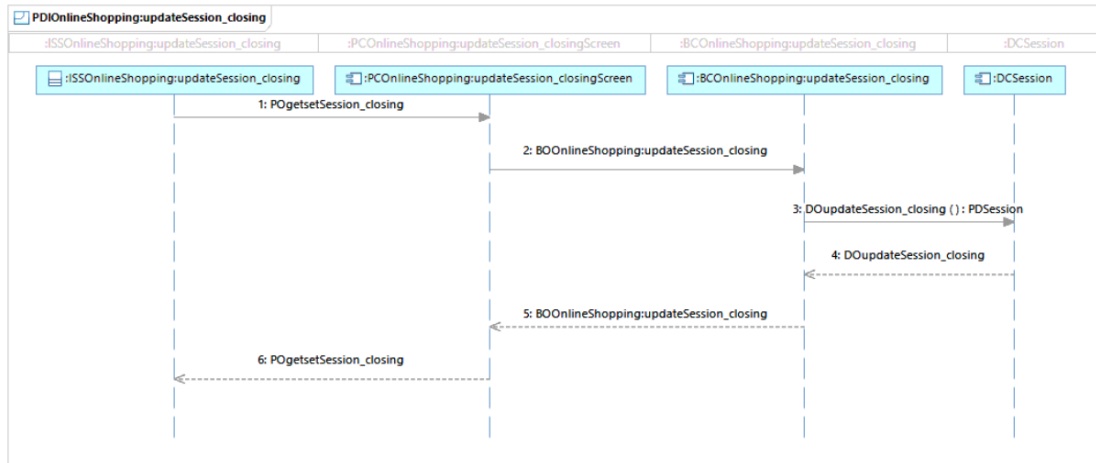 PDIOnlineShopping:updateSession_closing
:ISSOnlineShopping:updateSession_closing :PCOnlineShopping:updateSession_closingScreen :BCOnlineShopping:updateSession_closing :DCSession
:ISSOnlineShopping:updateSession_closing :PCOnlineShopping:updateSession_closingScreen :BCOnlineShopping:updateSession_closing :DCSession
1: POgetsetSession_closing
2: BOOnlineShopping:updateSession_closing
3: DOupdateSession_closing ( ) : PDSession
4: DOupdateSession_closing
5: BOOnlineShopping:updateSession_closing
6: POgetsetSession_closing